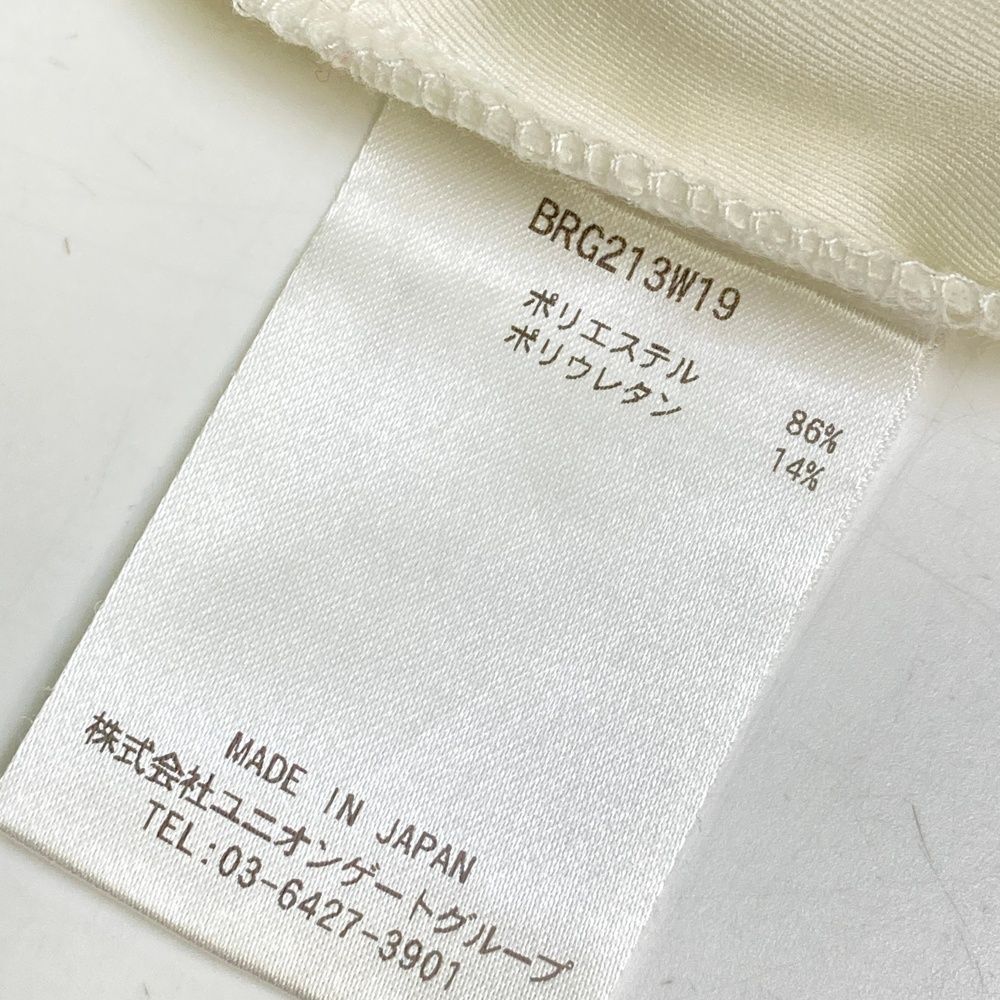 BRG213W19
ポリエステル 86%
ポリウレタン 14%
MADE IN JAPAN
株式会社ユニオンゲートグループ
TEL:03-6427-3901